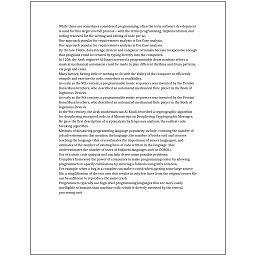 While these are sometimes considered programming, often the term software development
is used for this larger overall process – with the terms programming, implementation, and
coding reserved for the writing and editing of code per se.
One approach popular for requirements analysis is Use Case analysis.
One approach popular for requirements analysis is Use Case analysis.
By the late 1960s, data storage devices and computer terminals became inexpensive enough
that programs could be created by typing directly into the computers.
In 1206, the Arab engineer Al-Jazari invented a programmable drum machine where a
musical mechanical automaton could be made to play different rhythms and drum patterns,
via pegs and cams.
Many factors, having little or nothing to do with the ability of the computer to efficiently
compile and execute the code, contribute to readability.
As early as the 9th century, a programmable music sequencer was invented by the Persian
Banu Musa brothers, who described an automated mechanical flute player in the Book of
Ingenious Devices.
As early as the 9th century, a programmable music sequencer was invented by the Persian
Banu Musa brothers, who described an automated mechanical flute player in the Book of
Ingenious Devices.
In the 9th century, the Arab mathematician Al-Kindi described a cryptographic algorithm
for deciphering encrypted code, in A Manuscript on Deciphering Cryptographic Messages.
He gave the first description of cryptanalysis by frequency analysis, the earliest code-
breaking algorithm.
Methods of measuring programming language popularity include: counting the number of
job advertisements that mention the language, the number of books sold and courses
teaching the language (this overestimates the importance of newer languages), and
estimates of the number of existing lines of code written in the language (this
underestimates the number of users of business languages such as COBOL).
Use of a static code analysis tool can help detect some possible problems.
Compilers harnessed the power of computers to make programming easier by allowing
programmers to specify calculations by entering a formula using infix notation.
For example, when a bug in a compiler can make it crash when parsing some large source
file, a simplification of the test case that results in only few lines from the original source file
can be sufficient to reproduce the same crash.
Programmers typically use high-level programming languages that are more easily
intelligible to humans than machine code, which is directly executed by the central
processing unit.